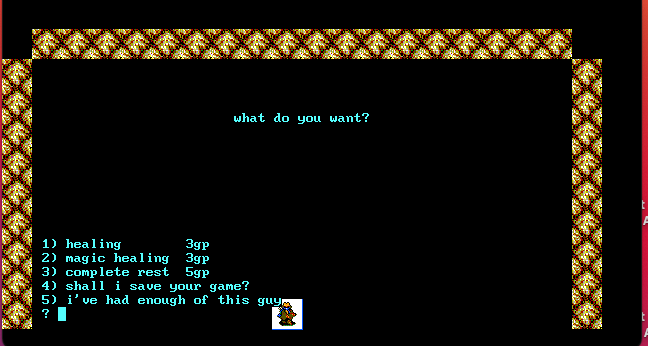 what do you want?
1) healing        3gp
2) magic healing  3gp
3) complete rest  5gp
4) shall i save your game?
5) i've had enough of this guy
?